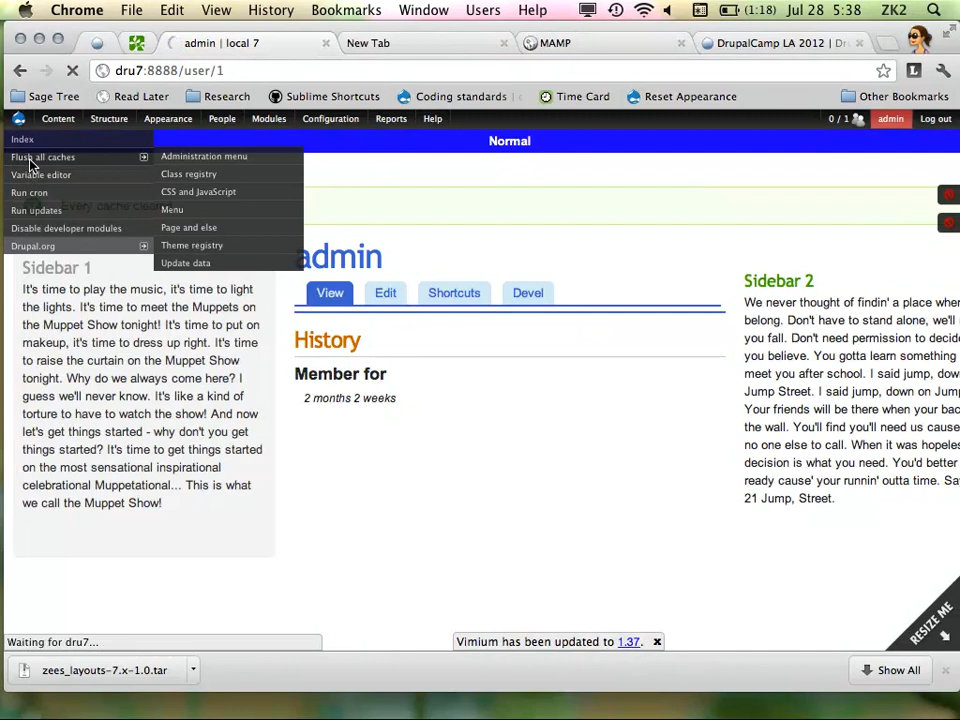 Chrome File Edit View History Bookmarks Window Users Help (1:18) Jul 28 5:38 ZK2
admin | local 7 New Tab MAMP DrupalCamp LA 2012 | Dr
dru7:8888/user/1
Sage Tree Read Later Research Sublime Shortcuts Coding standards | Time Card Reset Appearance Other Bookmarks
Content Structure Appearance People Modules Configuration Reports Help 0 / 1 admin Log out
Index
Normal
Flush all caches
Variable editor
Run cron
Run updates
Disable developer modules
Drupal.org
Administration menu
Class registry
CSS and JavaScript
Menu
Page and else
Theme registry
Update data
Every cache cleared
admin
View Edit Shortcuts Devel
History
Member for
2 months 2 weeks
Sidebar 1
It's time to play the music, it's time to light
the lights. It's time to meet the Muppets on
the Muppet Show tonight! It's time to put on
makeup, it's time to dress up right. It's time
to raise the curtain on the Muppet Show
tonight. Why do we always come here? I
guess we'll never know. It's like a kind of
torture to have to watch the show! And now
let's get things started - why don't you get
things started? It's time to get things started
on the most sensational inspirational
celebrational Muppetational... This is what
we call the Muppet Show!
Sidebar 2
We never thought of findin' a place where
belong. Don't have to stand alone, we'll
you fall. Don't need permission to decide
you believe. You gotta learn something
meet you after school. I said jump, down
Jump Street. I said jump, down on Jump
Your friends will be there when your back
the wall. You'll find you'll need us cause
no one else to call. When it was hopeless
decision is what you need. You'd better
ready cause' your runnin' outta time. Sa
21 Jump, Street.
RESIZE ME
Waiting for dru7...
Vimium has been updated to 1.37.
zees_layouts-7.x-1.0.tar
Show All